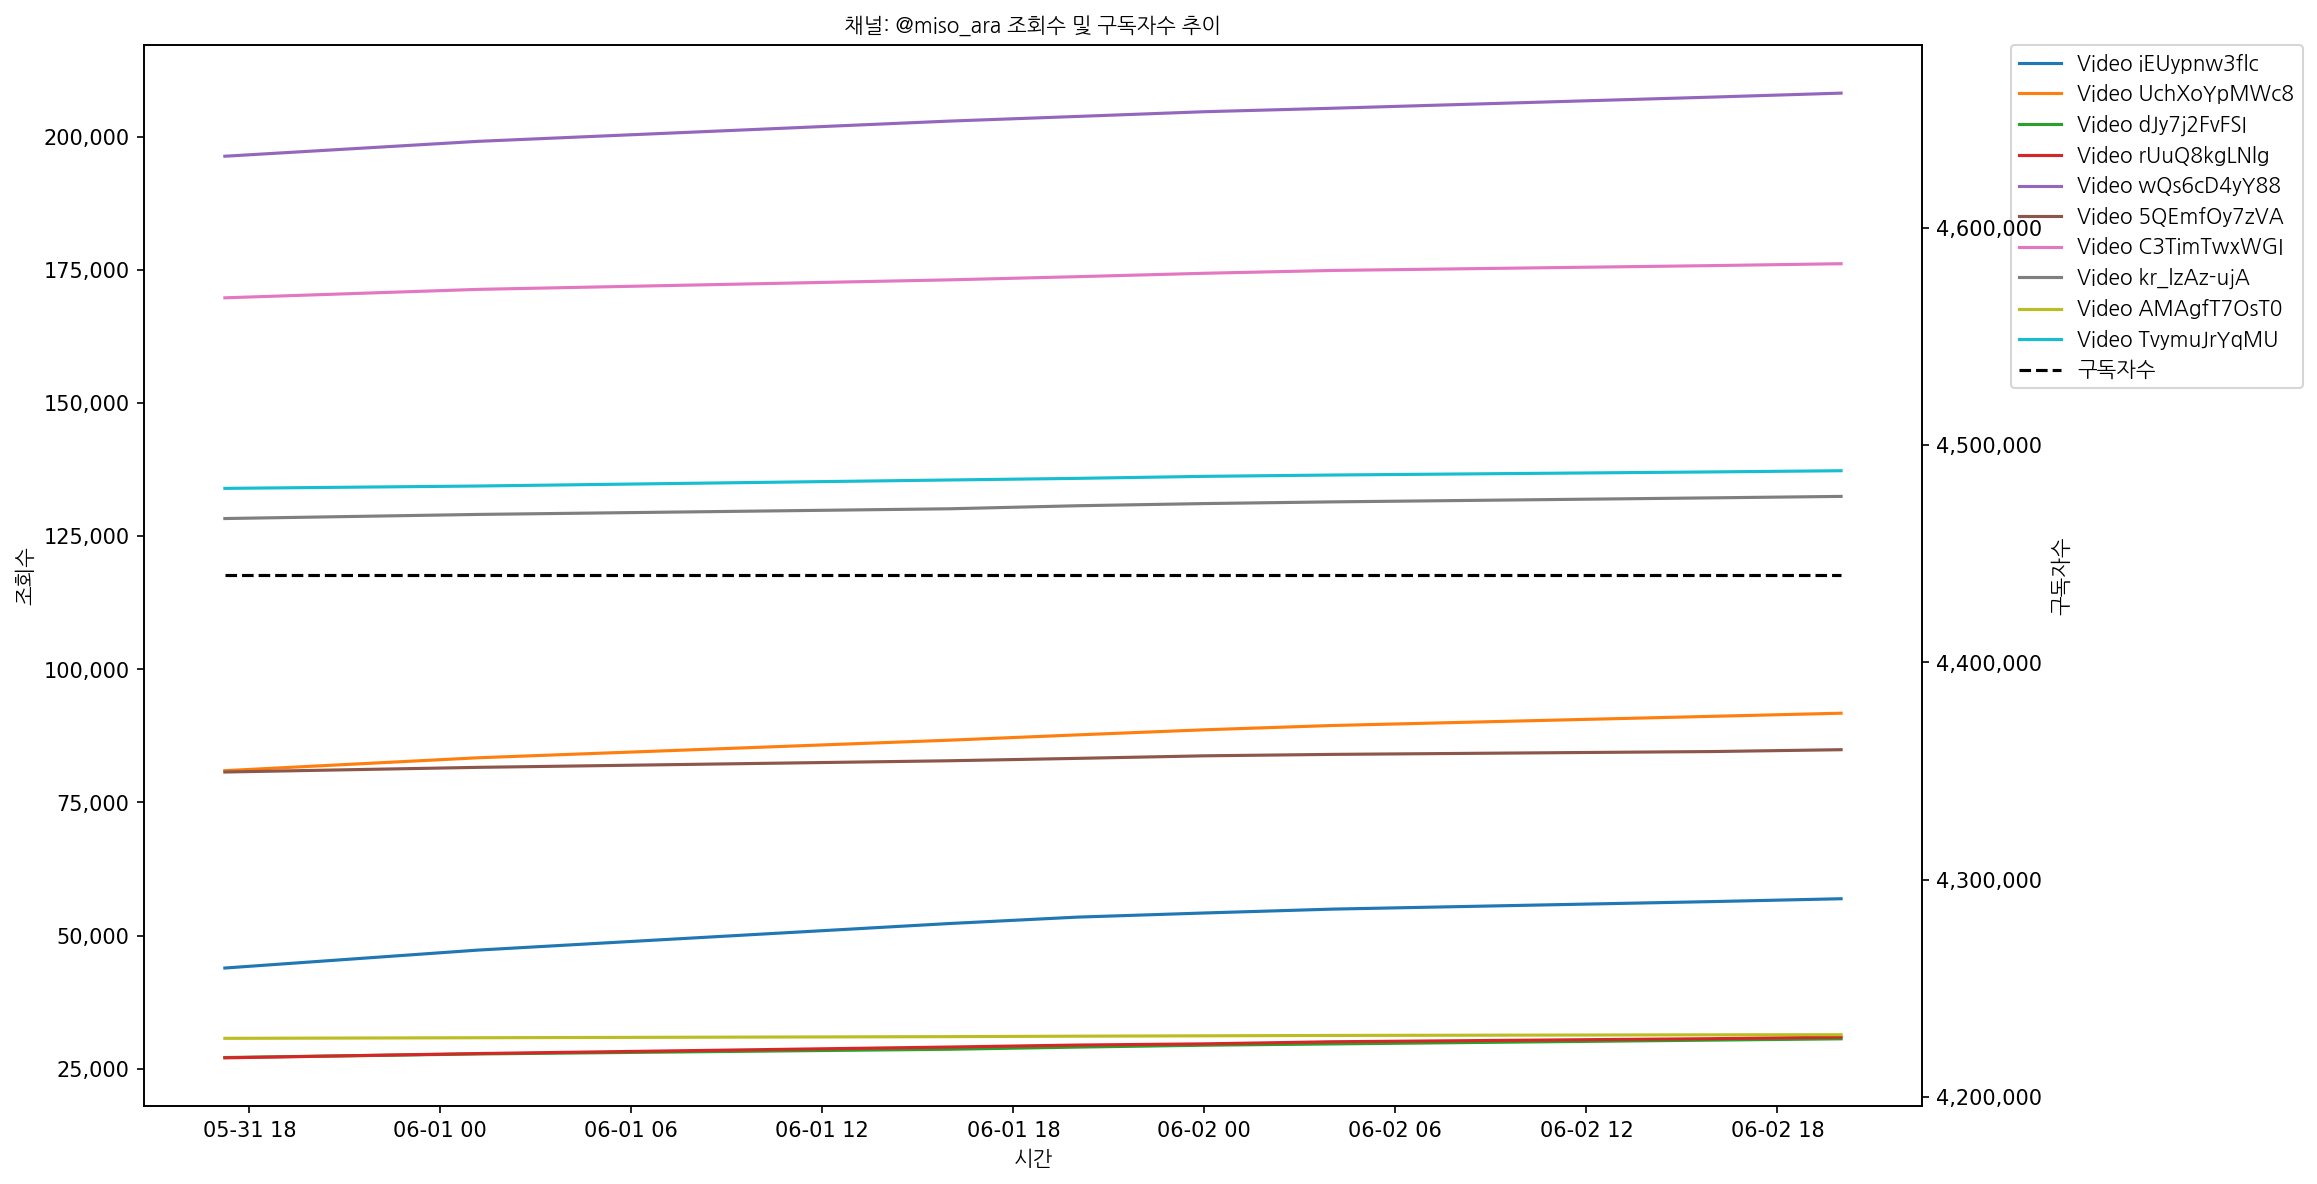 채널: @miso_ara 조회수 및 구독자수 추이
Video iEUypnw3fIc
Video UchXoYpMWc8
Video dJy7j2FvFSI
Video rUuQ8kgLNlg
Video wQs6cD4yY88
Video 5QEmfOy7zVA
Video C3TimTwxWGI
Video kr_lzAz-ujA
Video AMAgfT7OsT0
Video TvymuJrYqMU
구독자수
조회수
200,000
175,000
150,000
125,000
100,000
75,000
50,000
25,000
4,600,000
4,500,000
4,400,000
4,300,000
4,200,000
구독자수
05-31 18 06-01 00 06-01 06 06-01 12 06-01 18 06-02 00 06-02 06 06-02 12 06-02 18
시간